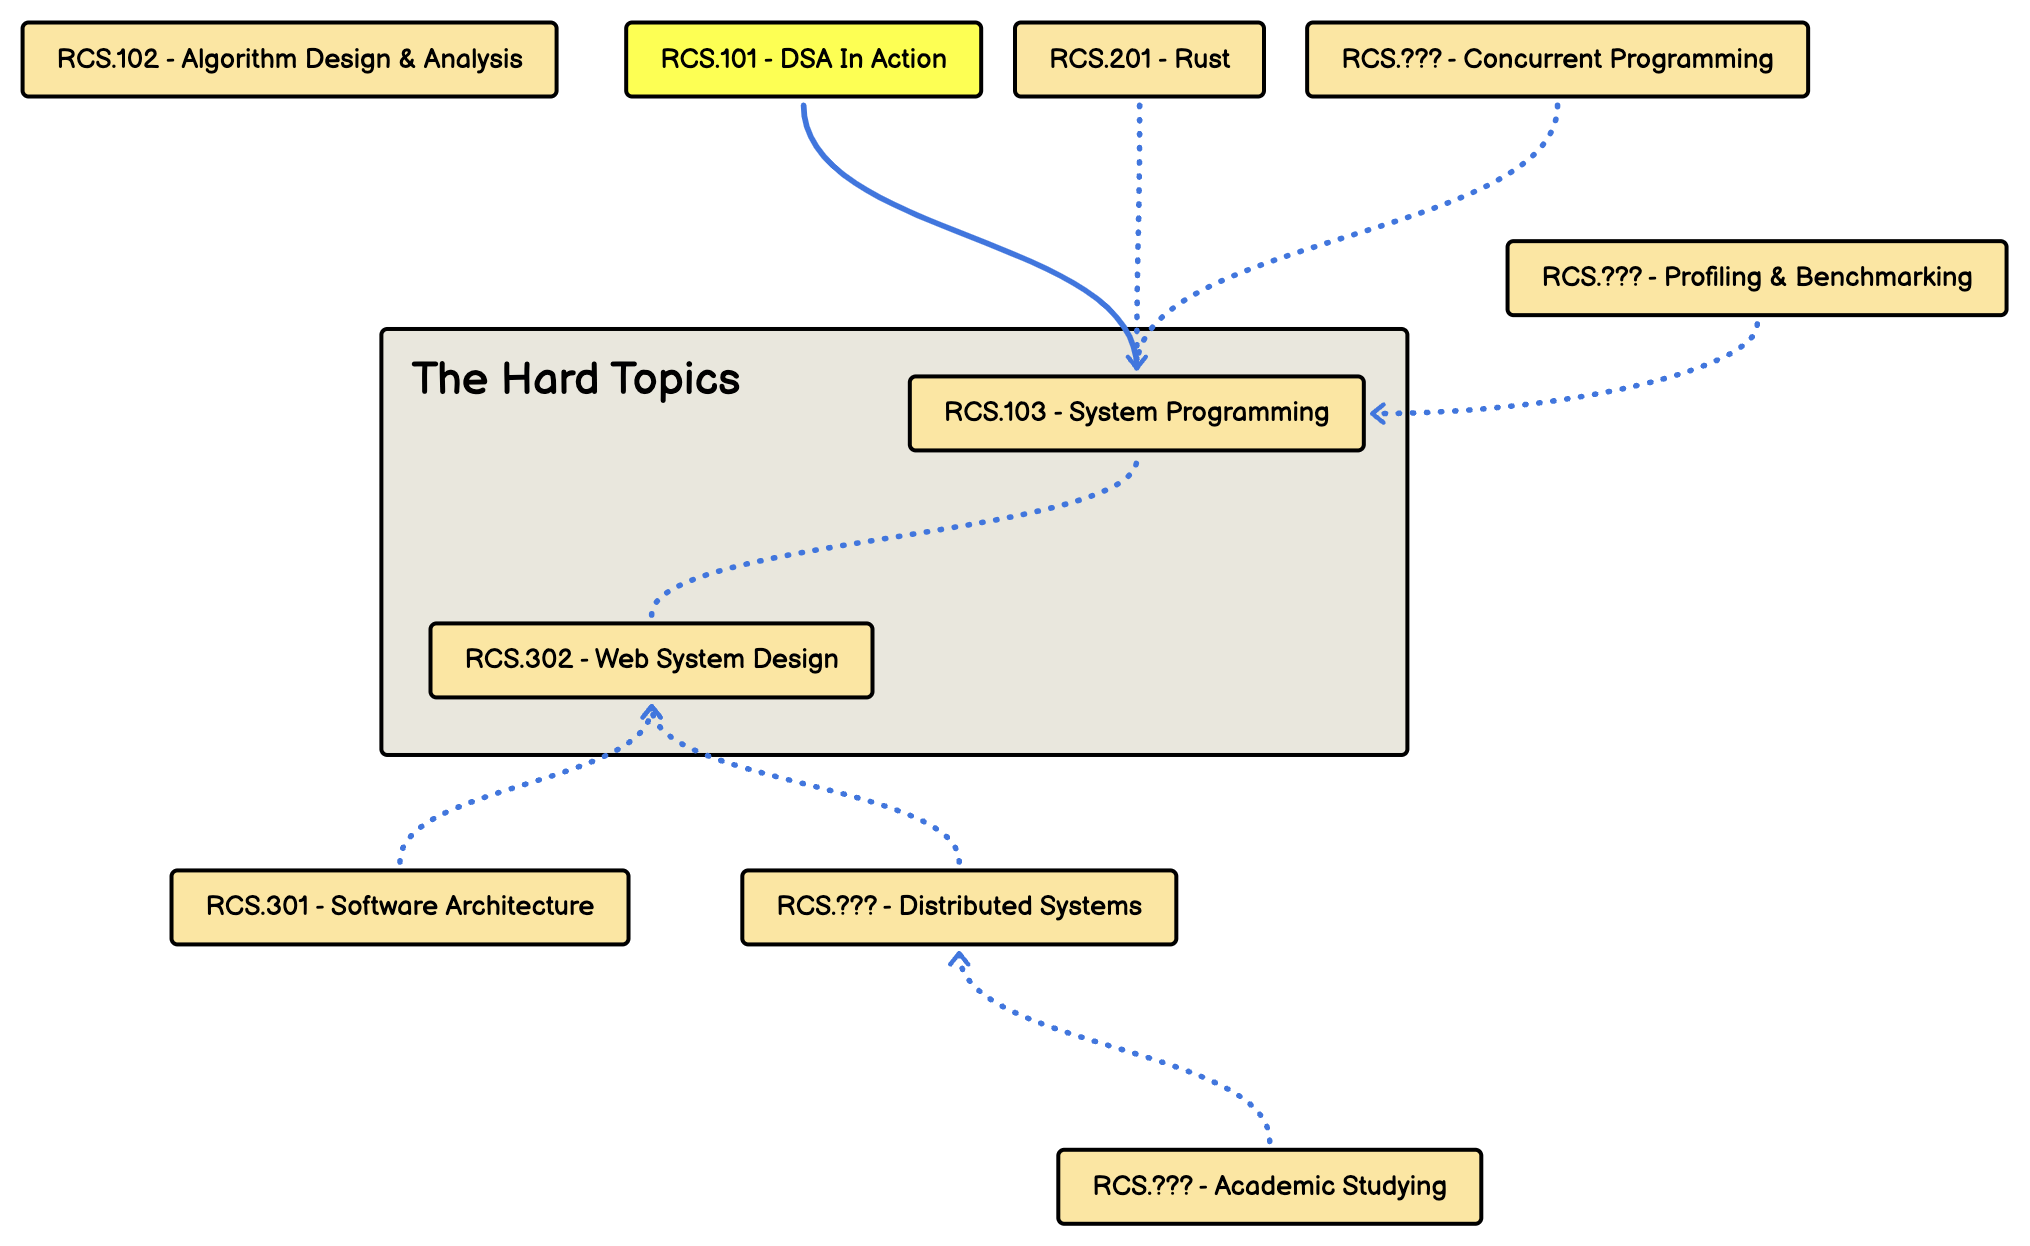 RCS.102 - Algorithm Design & Analysis
RCS.101 - DSA In Action
RCS.201 - Rust
RCS.??? - Concurrent Programming
RCS.??? - Profiling & Benchmarking
The Hard Topics
RCS.103 - System Programming
RCS.302 - Web System Design
RCS.301 - Software Architecture
RCS.??? - Distributed Systems
RCS.??? - Academic Studying